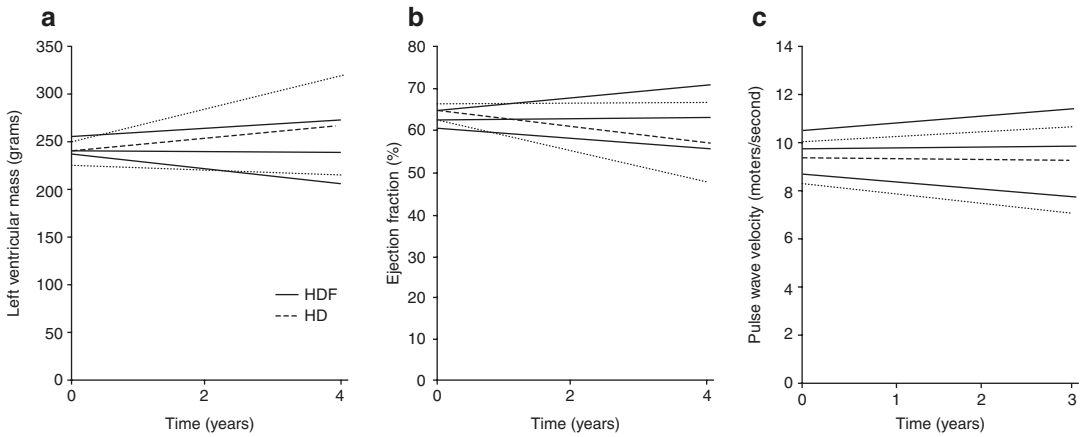 a
350
300
250
200
150
100
50
0
Left ventricular mass (grams)
HDF
HD
0 2 4
Time (years)
b
80
70
60
50
40
30
20
10
0
Ejection fraction (%)
0 2 4
Time (years)
c
14
12
10
8
6
4
2
0
Pulse wave velocity (moters/second)
0 1 2 3
Time (years)